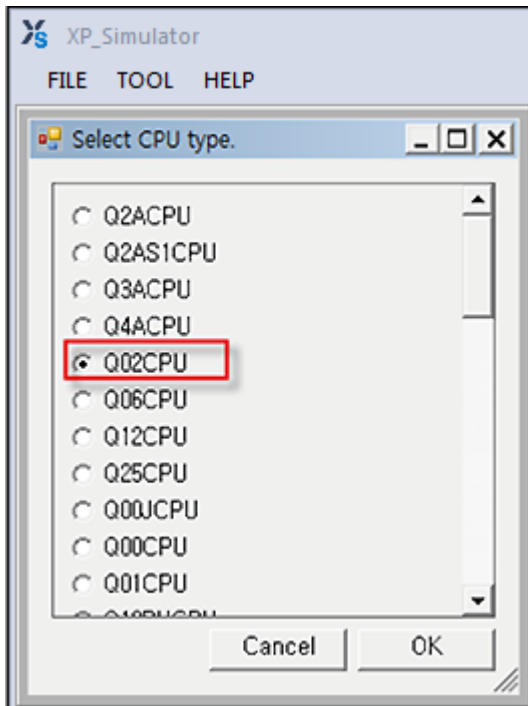 XP_Simulator
FILE TOOL HELP
Select CPU type.
Q2ACPU
Q2AS1CPU
Q3ACPU
Q4ACPU
Q02CPU
Q06CPU
Q12CPU
Q25CPU
Q00JCPU
Q00CPU
Q01CPU
Cancel OK